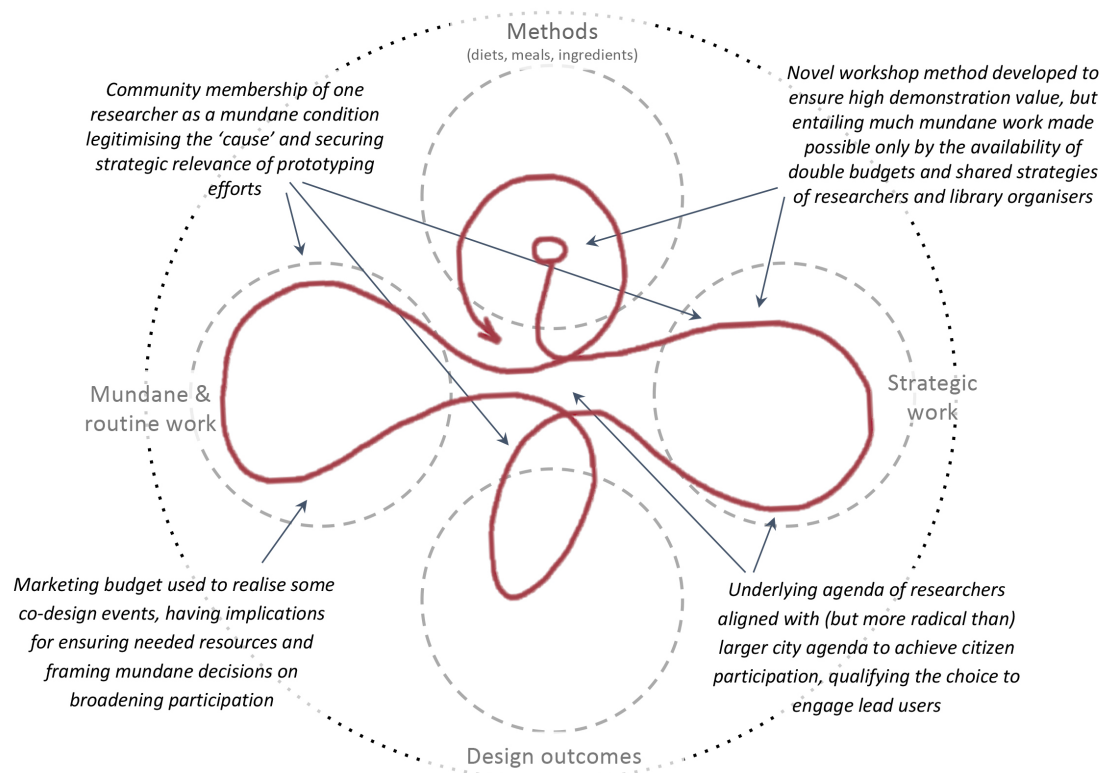 Methods
(diets, meals, ingredients)
Community membership of one
researcher as a mundane condition
legitimising the ‘cause’ and securing
strategic relevance of prototyping
efforts
Novel workshop method developed to
ensure high demonstration value, but
entailing much mundane work made
possible only by the availability of
double budgets and shared strategies
of researchers and library organisers
Mundane &
routine work
Strategic
work
Marketing budget used to realise some
co-design events, having implications
for ensuring needed resources and
framing mundane decisions on
broadening participation
Underlying agenda of researchers
aligned with (but more radical than)
larger city agenda to achieve citizen
participation, qualifying the choice to
engage lead users
Design outcomes